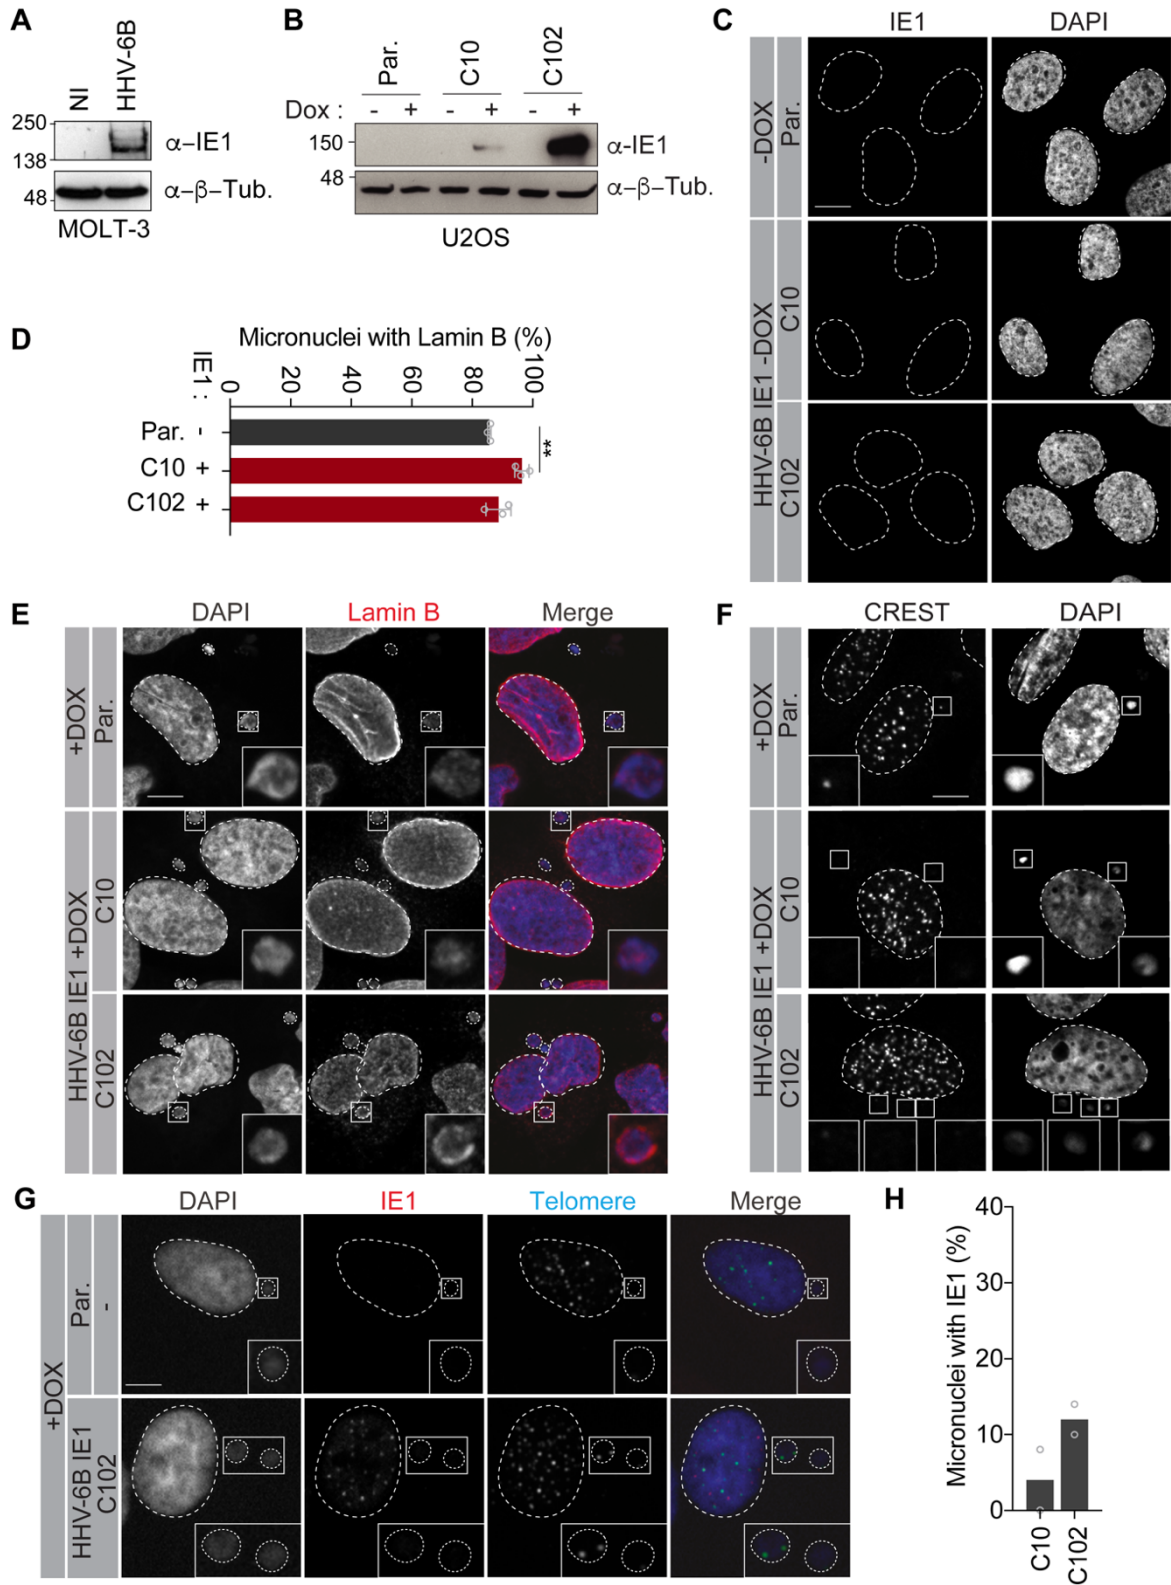 A
NI
HHV-6B
250
138
48
α–IE1
α–β–Tub.
MOLT-3
B
Par.
C10
C102
Dox :
-
+
-
+
-
+
150
48
α-IE1
α–β–Tub.
U2OS
C
IE1
DAPI
-DOX
Par.
HHV-6B IE1 -DOX
C10
C102
D
Micronuclei with Lamin B (%)
IE1 :
0
20
40
60
80
100
Par. -
C10 +
C102 +
**
E
DAPI
Lamin B
Merge
+DOX
Par.
HHV-6B IE1 +DOX
C10
C102
F
CREST
DAPI
+DOX
Par.
HHV-6B IE1 +DOX
C10
C102
G
DAPI
IE1
Telomere
Merge
+DOX
Par.
-
HHV-6B IE1
C102
H
Micronuclei with IE1 (%)
40
30
20
10
0
C10
C102